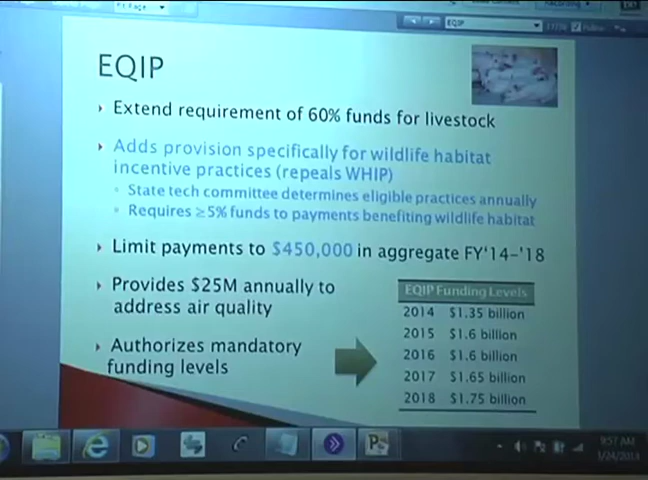 EQIP
EQIP
Extend requirement of 60% funds for livestock
Adds provision specifically for wildlife habitat
incentive practices (repeals WHIP)
State tech committee determines eligible practices annually
Requires ≥5% funds to payments benefiting wildlife habitat
Limit payments to $450,000 in aggregate FY'14-'18
Provides $25M annually to
address air quality
Authorizes mandatory
funding levels
EQIP Funding Levels
2014 $1.35 billion
2015 $1.6 billion
2016 $1.6 billion
2017 $1.65 billion
2018 $1.75 billion
9:57 AM